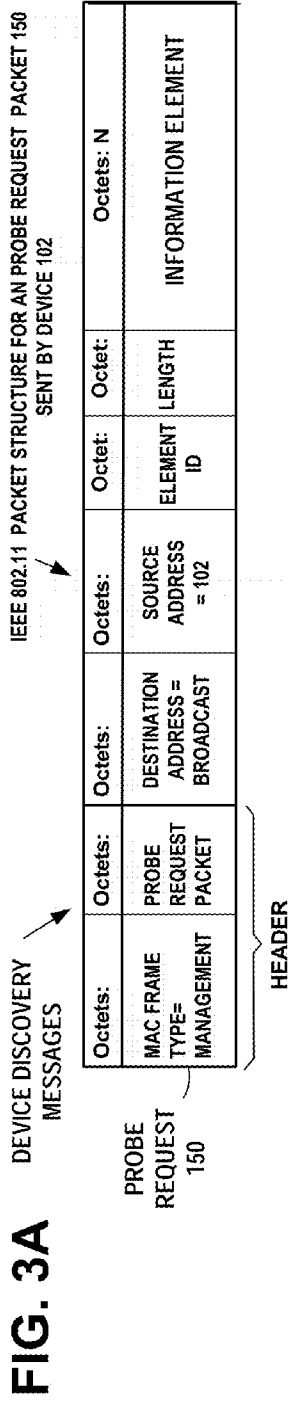 FIG. 3A
DEVICE DISCOVERY
MESSAGES
IEEE 802.11 PACKET STRUCTURE FOR AN PROBE REQUEST PACKET 150
SENT BY DEVICE 102
PROBE
REQUEST
150
Octets:
MAC FRAME
TYPE=
MANAGEMENT
Octets:
PROBE
REQUEST
PACKET
Octets:
DESTINATION
ADDRESS =
BROADCAST
Octets:
SOURCE
ADDRESS
= 102
Octet:
ELEMENT
ID
Octet:
LENGTH
Octets: N
INFORMATION ELEMENT
HEADER